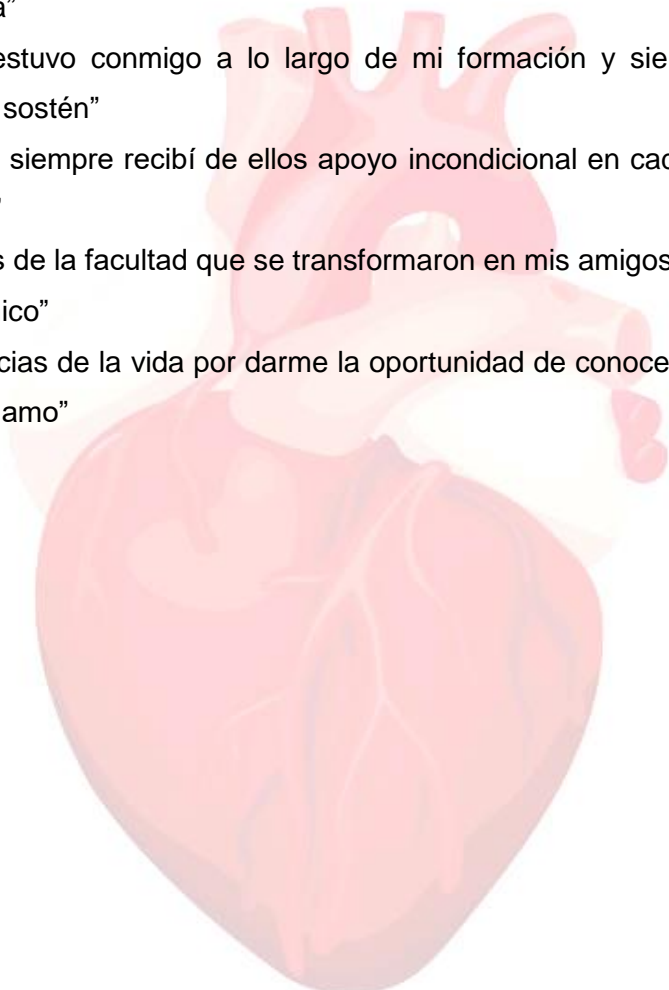 a”
estuvo conmigo a lo largo de mi formación y sie
sostén”
siempre recibí de ellos apoyo incondicional en cad
”
s de la facultad que se transformaron en mis amigos
ico”
cias de la vida por darme la oportunidad de conoce
amo”